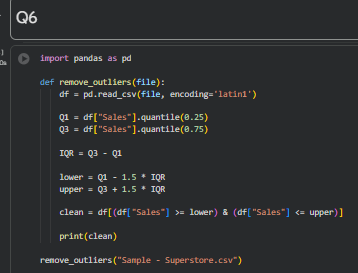 Q6
]
0s
import pandas as pd
def remove_outliers(file):
df = pd.read_csv(file, encoding='latin1')
Q1 = df["Sales"].quantile(0.25)
Q3 = df["Sales"].quantile(0.75)
IQR = Q3 - Q1
lower = Q1 - 1.5 * IQR
upper = Q3 + 1.5 * IQR
clean = df[(df["Sales"] >= lower) & (df["Sales"] <= upper)]
print(clean)
remove_outliers("Sample - Superstore.csv")